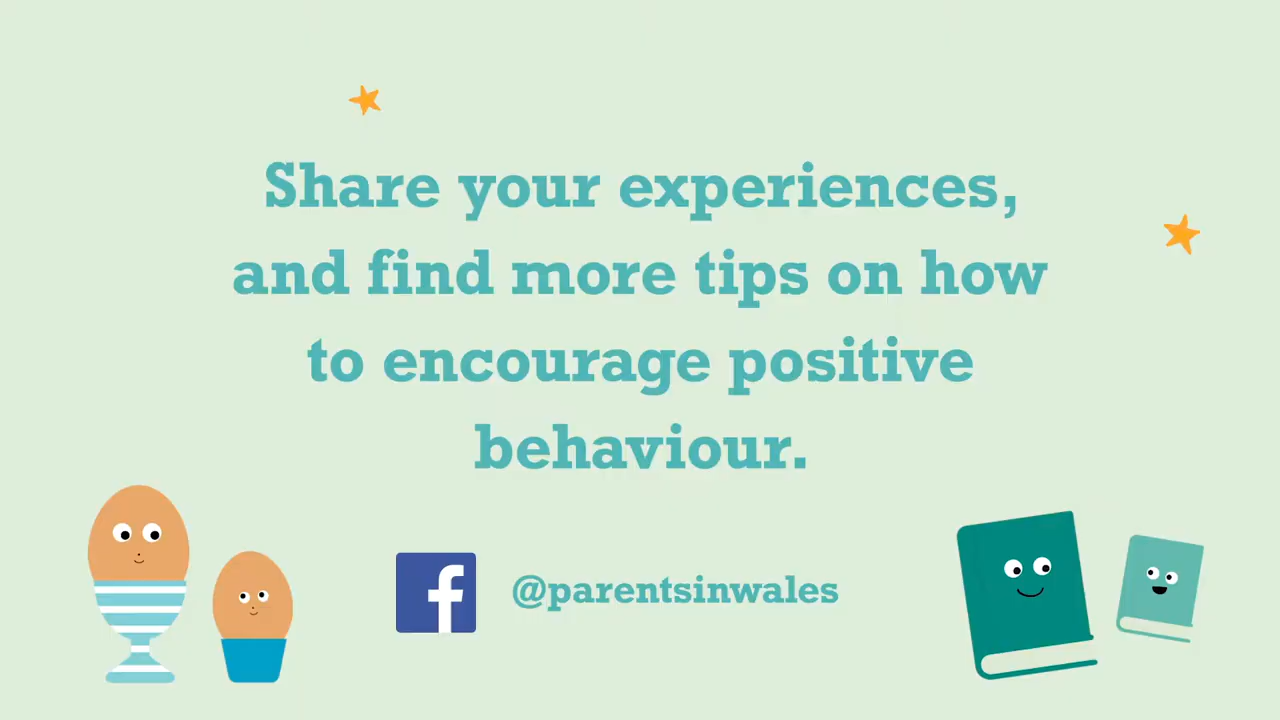 Share your experiences,
and find more tips on how
to encourage positive
behaviour.
@parentsinwales